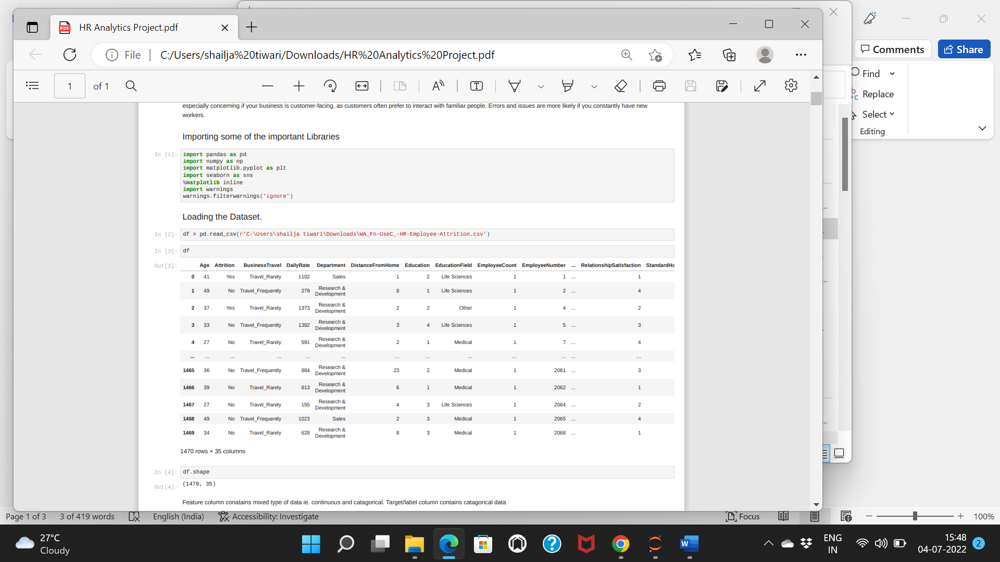 HR Analytics Project.pdf
File C:/Users/shailja%20tiwari/Downloads/HR%20Analytics%20Project.pdf
Comments Share
1 of 1
Find
Replace
Select
Editing
especially concerning if your business is customer-facing, as customers often prefer to interact with familiar people. Errors and issues are more likely if you constantly have new
workers.
Importing some of the important Libraries
In [1]: import pandas as pd
import numpy as np
import matplotlib.pyplot as plt
import seaborn as sns
%matplotlib inline
import warnings
warnings.filterwarnings('ignore')
Loading the Dataset.
In [2]: df = pd.read_csv(r'C:\Users\shailja tiwari\Downloads\WA_Fn-UseC_-HR-Employee-Attrition.csv')
In [3]: df
Out[3]: Age Attrition BusinessTravel DailyRate Department DistanceFromHome Education EducationField EmployeeCount EmployeeNumber ... RelationshipSatisfaction StandardHo
0 41 Yes Travel_Rarely 1102 Sales 1 2 Life Sciences 1 1 ... 1
1 49 No Travel_Frequently 279 Research & Development 8 1 Life Sciences 1 2 ... 4
2 37 Yes Travel_Rarely 1373 Research & Development 2 2 Other 1 4 ... 2
3 33 No Travel_Frequently 1392 Research & Development 3 4 Life Sciences 1 5 ... 3
4 27 No Travel_Rarely 591 Research & Development 2 1 Medical 1 7 ... 4
... ... ... ... ... ... ... ... ... ... ... ... ...
1465 36 No Travel_Frequently 884 Research & Development 23 2 Medical 1 2061 ... 3
1466 39 No Travel_Rarely 613 Research & Development 6 1 Medical 1 2062 ... 1
1467 27 No Travel_Rarely 155 Research & Development 4 3 Life Sciences 1 2064 ... 2
1468 49 No Travel_Frequently 1023 Sales 2 3 Medical 1 2065 ... 4
1469 34 No Travel_Rarely 628 Research & Development 8 3 Medical 1 2068 ... 1
1470 rows × 35 columns
In [4]: df.shape
Out[4]: (1470, 35)
Feature column conatains mixed type of data ie. continuous and catagorical. Target/label column contains catagorical data
Page 1 of 3 3 of 419 words English (India) Accessibility: Investigate Focus 100%
27°C
Cloudy
ENG
IN
15:48
04-07-2022
2